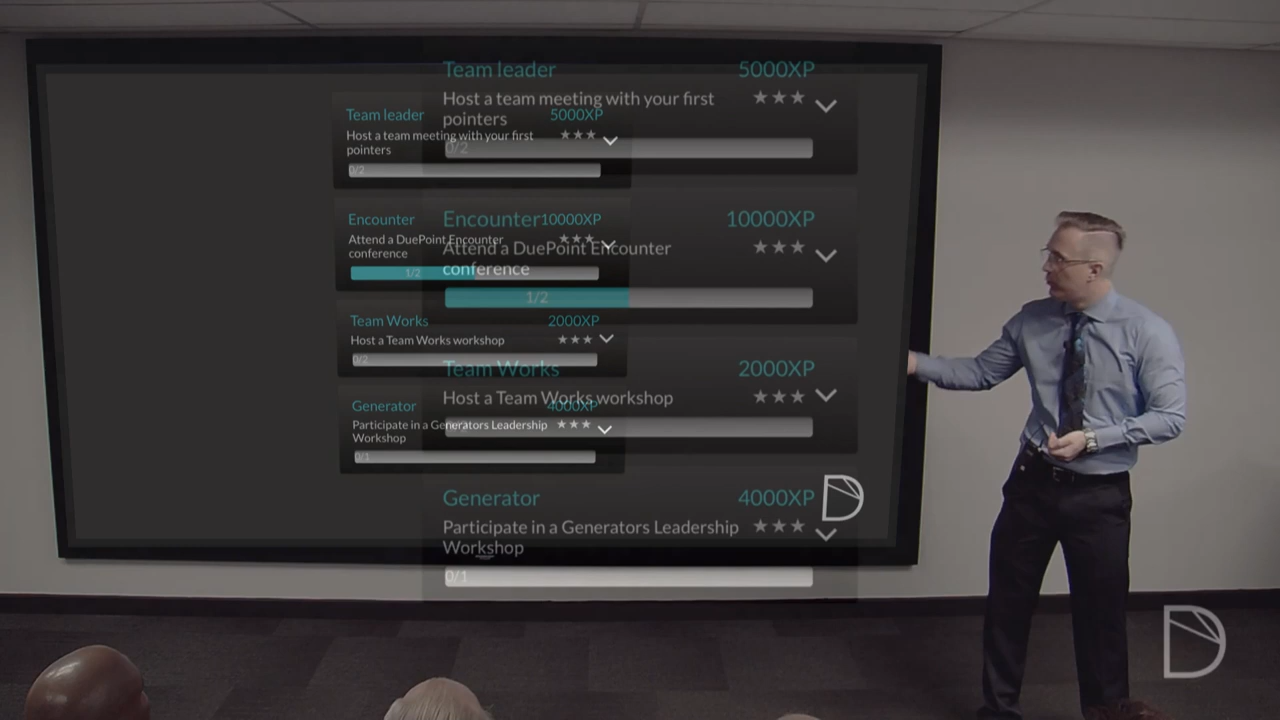 Team leader 5000XP
Host a team meeting with your first
pointers
0/2
Encounter 10000XP
Attend a DuePoint Encounter
conference
1/2
Team Works 2000XP
Host a Team Works workshop
0/2
Generator 4000XP
Participate in a Generators Leadership
Workshop
0/1
Team leader 5000XP
Host a team meeting with your first
pointers
0/2
Encounter 10000XP
Attend a DuePoint Encounter
conference
1/2
Team Works 2000XP
Host a Team Works workshop
Generator 4000XP
Participate in a Generators Leadership
Workshop
0/1